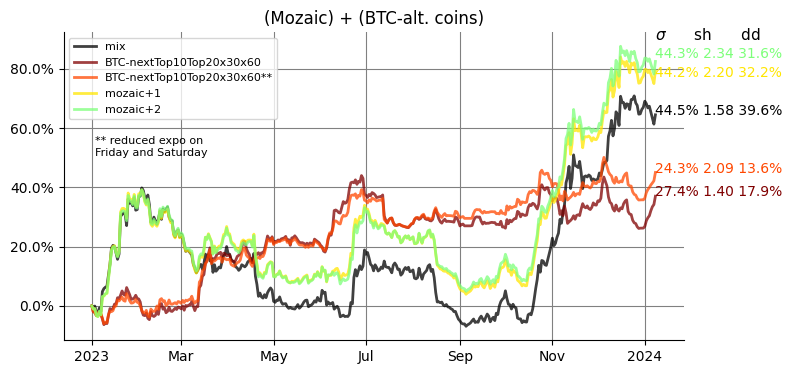 (Mozaic) + (BTC-alt. coins)
σ sh dd
mix
BTC-nextTop10Top20x30x60
BTC-nextTop10Top20x30x60**
mozaic+1
mozaic+2
** reduced expo on
Friday and Saturday
44.3% 2.34 31.6%
44.2% 2.20 32.2%
44.5% 1.58 39.6%
24.3% 2.09 13.6%
27.4% 1.40 17.9%
80.0%
60.0%
40.0%
20.0%
0.0%
2023 Mar May Jul Sep Nov 2024